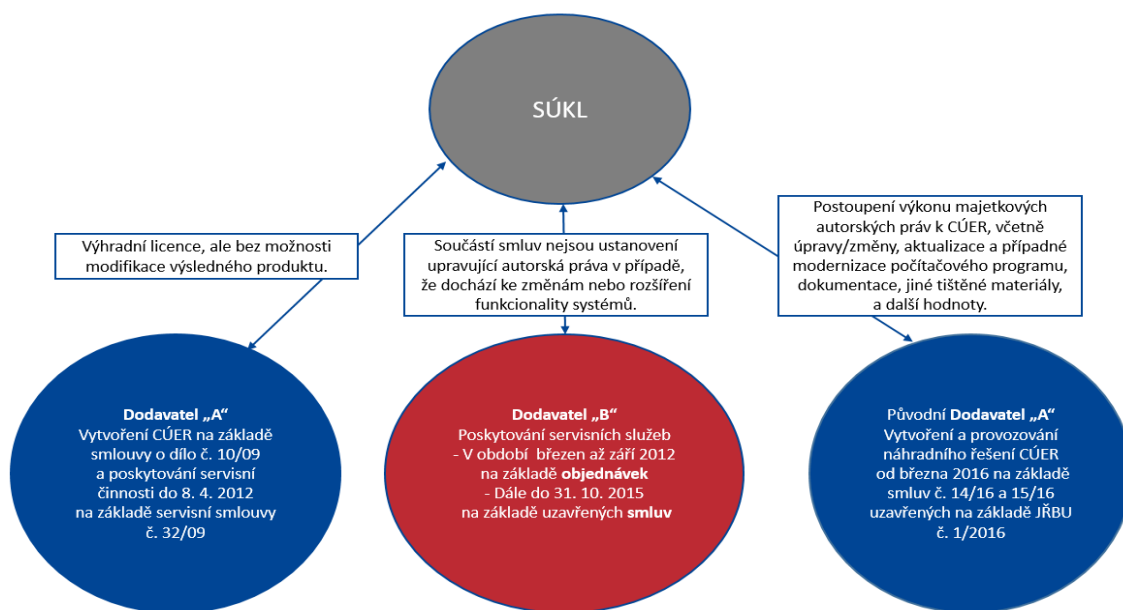 SÚKL
Výhradní licence, ale bez možnosti
modifikace výsledného produktu.
Součástí smluv nejsou ustanovení
upravující autorská práva v případě,
že dochází ke změnám nebo rozšíření
funkcionality systémů.
Postoupení výkonu majetkových
autorských práv k CÚER, včetně
úpravy/změny, aktualizace a případné
modernizace počítačového programu,
dokumentace, jiné tištěné materiály,
a další hodnoty.
Dodavatel „A“
Vytvoření CÚER na základě
smlouvy o dílo č. 10/09
a poskytování servisní
činnosti do 8. 4. 2012
na základě servisní smlouvy
č. 32/09
Dodavatel „B“
Poskytování servisních služeb
- V období březen až září 2012
na základě objednávek
- Dále do 31. 10. 2015
na základě uzavřených smluv
Původní Dodavatel „A“
Vytvoření a provozování
náhradního řešení CÚER
od března 2016 na základě
smluv č. 14/16 a 15/16
uzavřených na základě JŘBU
č. 1/2016